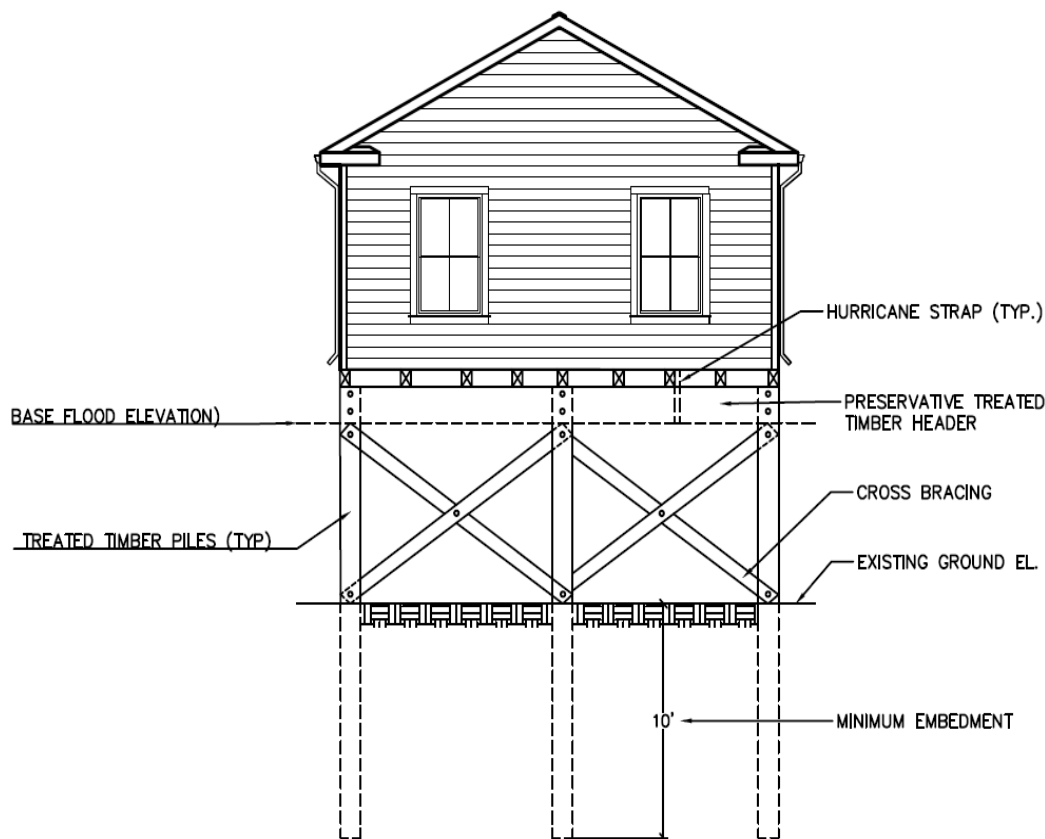 HURRICANE STRAP (TYP.)
BASE FLOOD ELEVATION)
PRESERVATIVE TREATED
TIMBER HEADER
CROSS BRACING
TREATED TIMBER PILES (TYP)
EXISTING GROUND EL.
10'
MINIMUM EMBEDMENT